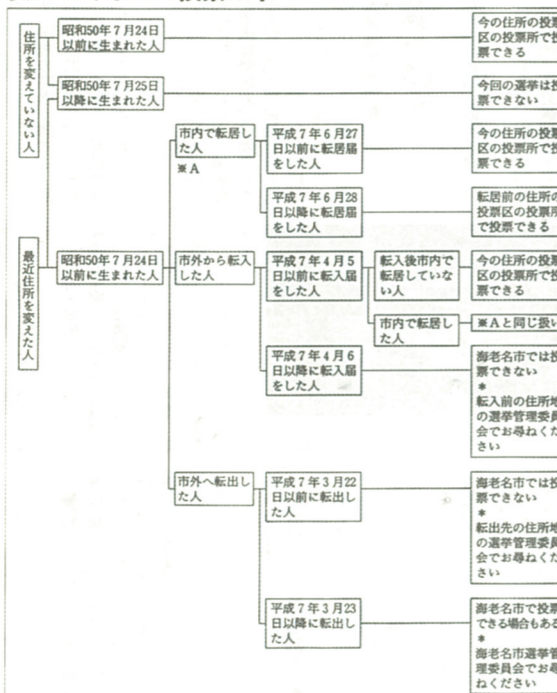 住所を変えていない人
昭和50年7月24日
以前に生まれた人
今の住所の投票
区の投票所で投
票できる
昭和50年7月25日
以降に生まれた人
今回の選挙は投
票できない
最近住所を変えた人
昭和50年7月24日
以前に生まれた人
市内で転居し
た人
※A
平成7年6月27
日以前に転居届
をした人
今の住所の投票
区の投票所で投
票できる
平成7年6月28
日以降に転居届
をした人
転居前の住所の
投票区の投票所
で投票できる
市外から転入
した人
平成7年4月5
日以前に転入届
をした人
転入後市内で
転居していな
い人
今の住所の投票
区の投票所で投
票できる
市内で転居し
た人
※Aと同じ扱い
平成7年4月6
日以降に転入届
をした人
海老名市では投
票できない
*
転入前の住所地
の選挙管理委員
会でお尋ねくだ
さい
市外へ転出し
た人
平成7年3月22
日以前に転出し
た人
海老名市では投
票できない
*
転出先の住所地
の選挙管理委員
会でお尋ねくだ
さい
平成7年3月23
日以降に転出し
た人
海老名市で投票
できる場合もある
*
海老名市選挙管
理委員会でお尋
ねください